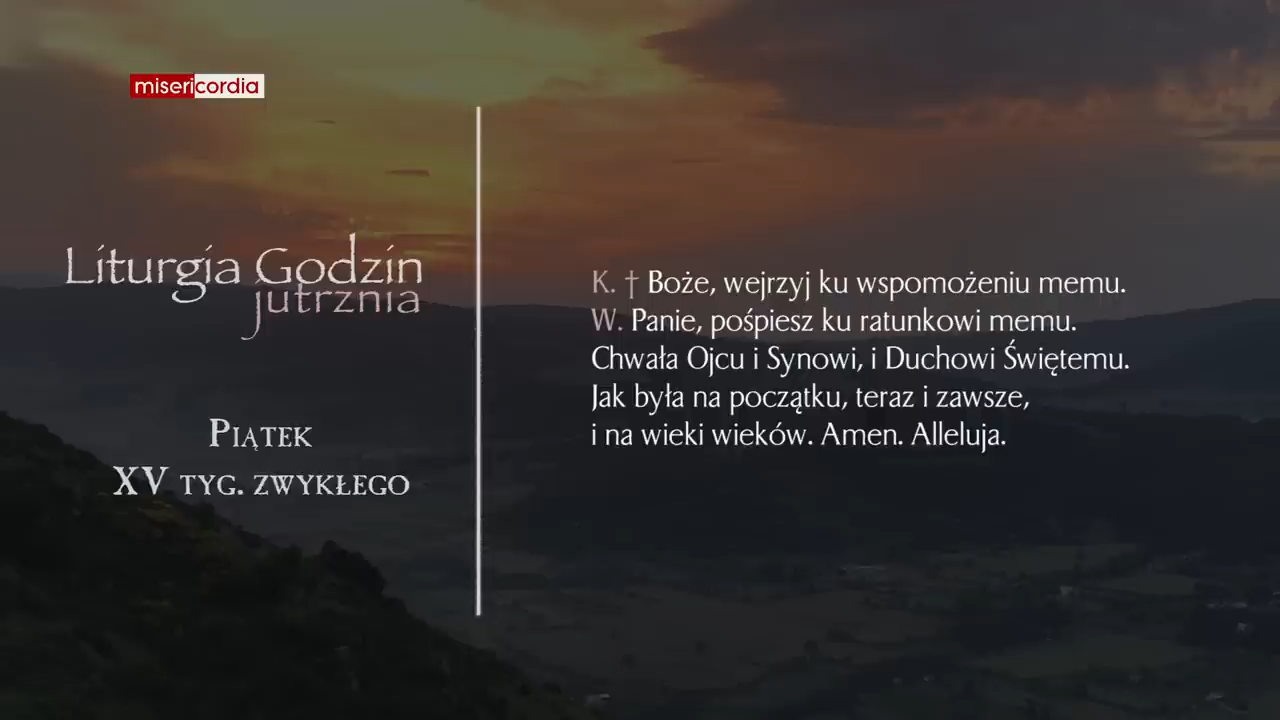 misericordia
Liturgia Godzin
jutrznia
Piątek
XV tyg. zwykłego
K. † Boże, wejrzyj ku wspomożeniu memu.
W. Panie, pośpiesz ku ratunkowi memu.
Chwała Ojcu i Synowi, i Duchowi Świętemu.
Jak była na początku, teraz i zawsze,
i na wieki wieków. Amen. Alleluja.